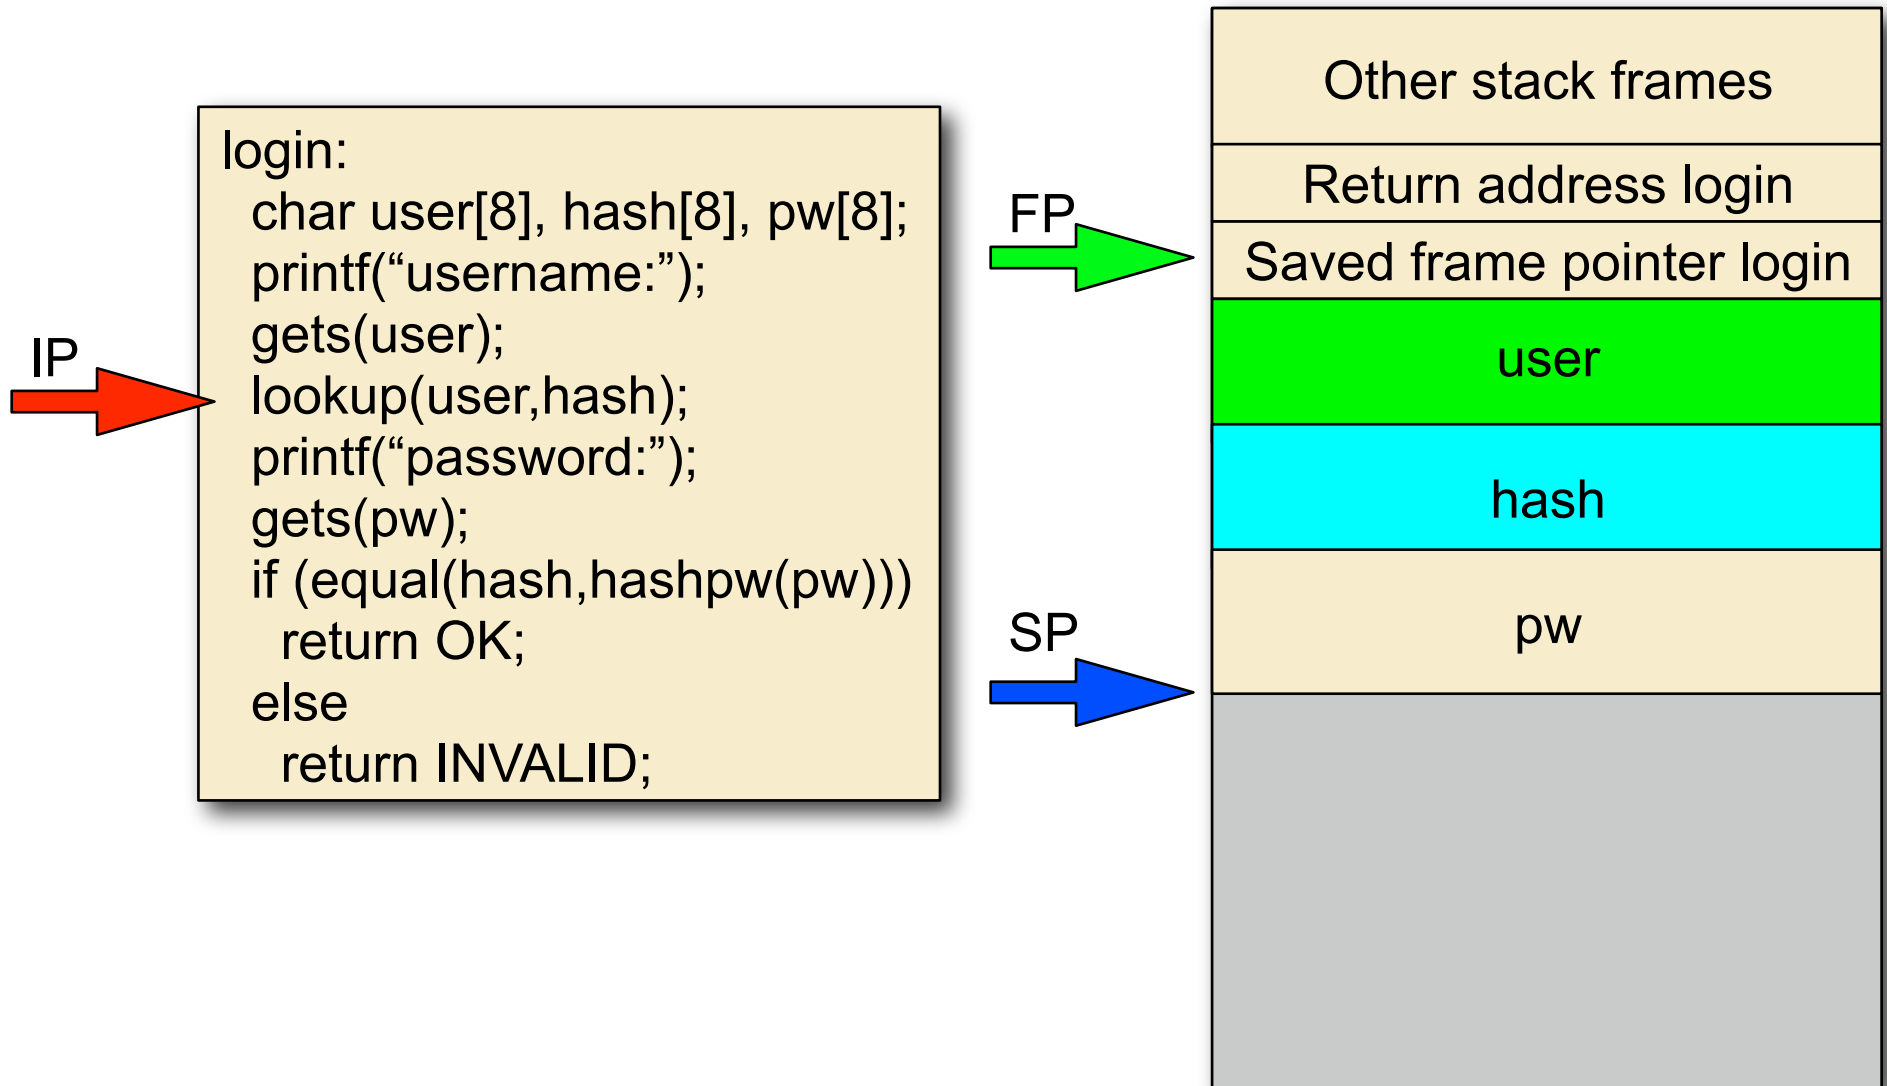 login:
char user[8], hash[8], pw[8];
printf(“username:”);
gets(user);
lookup(user,hash);
printf(“password:”);
gets(pw);
if (equal(hash,hashpw(pw)))
return OK;
else
return INVALID;
IP
FP
SP
Other stack frames
Return address login
Saved frame pointer login
user
hash
pw